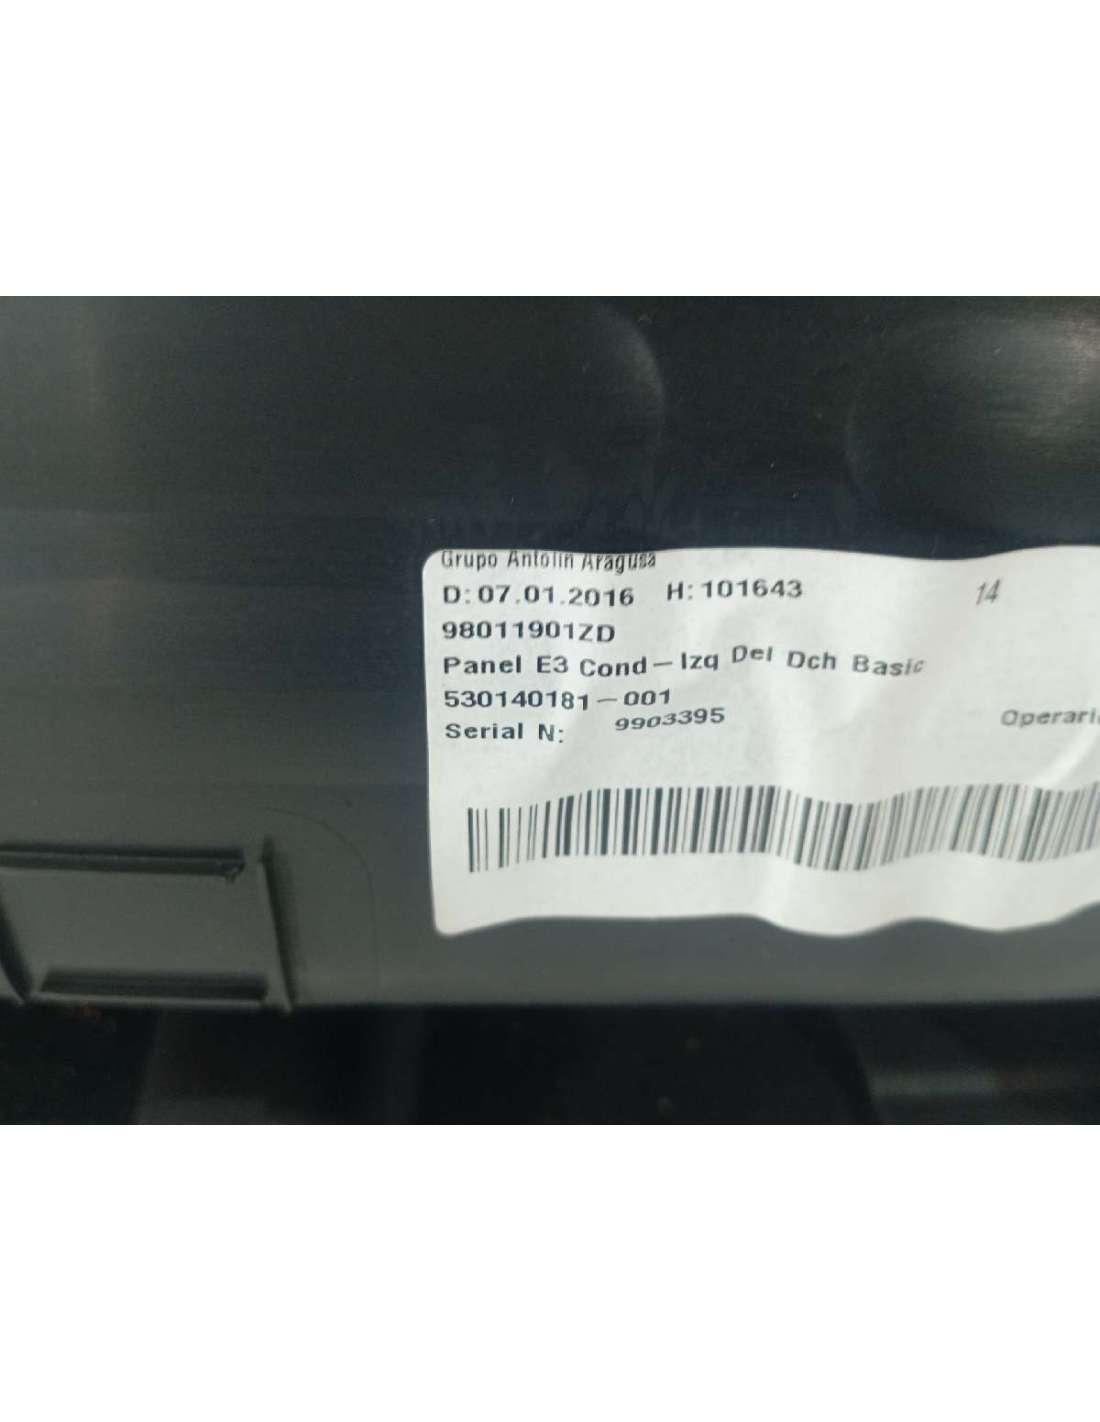 Grupo Antolin Aragusa
D:07.01.2016 H:101643 14
98011901ZD
Panel E3 Cond-Izq Del Dch Basic
530140181-001
Serial N: 9903395 Operari